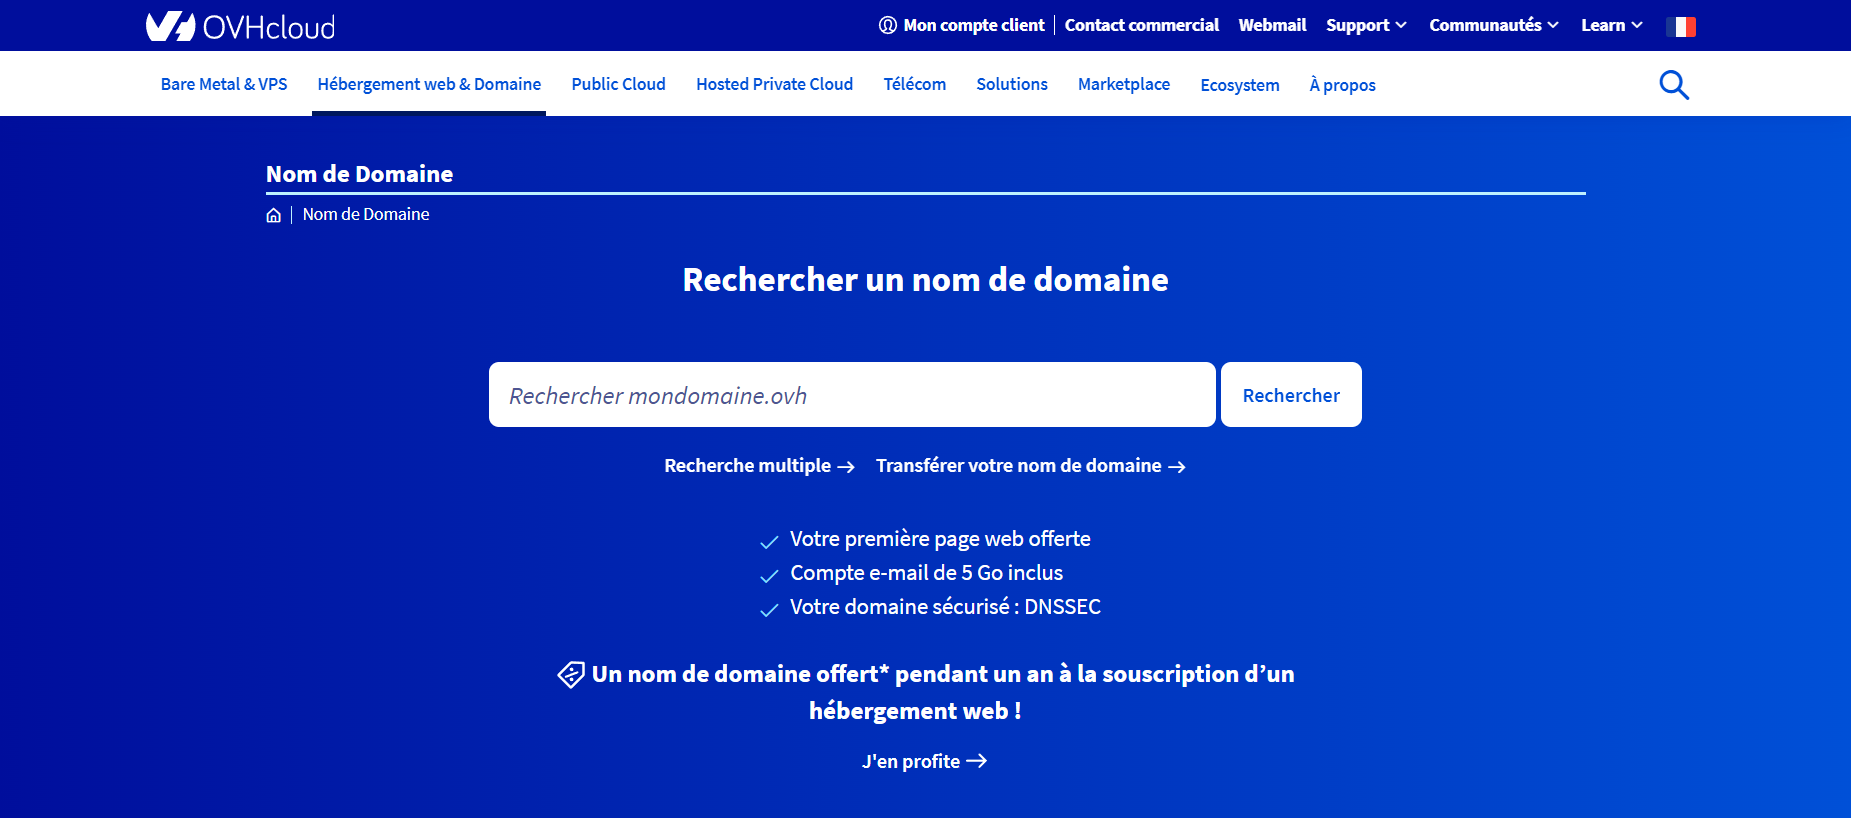 OVHcloud
Mon compte client | Contact commercial Webmail Support Communautés Learn
Bare Metal & VPS Hébergement web & Domaine Public Cloud Hosted Private Cloud Télécom Solutions Marketplace Ecosystem À propos
Nom de Domaine
| Nom de Domaine
Rechercher un nom de domaine
Rechercher mondomaine.ovh Rechercher
Recherche multiple → Transférer votre nom de domaine →
✓ Votre première page web offerte
✓ Compte e-mail de 5 Go inclus
✓ Votre domaine sécurisé : DNSSEC
Un nom de domaine offert* pendant un an à la souscription d’un
hébergement web !
J'en profite →